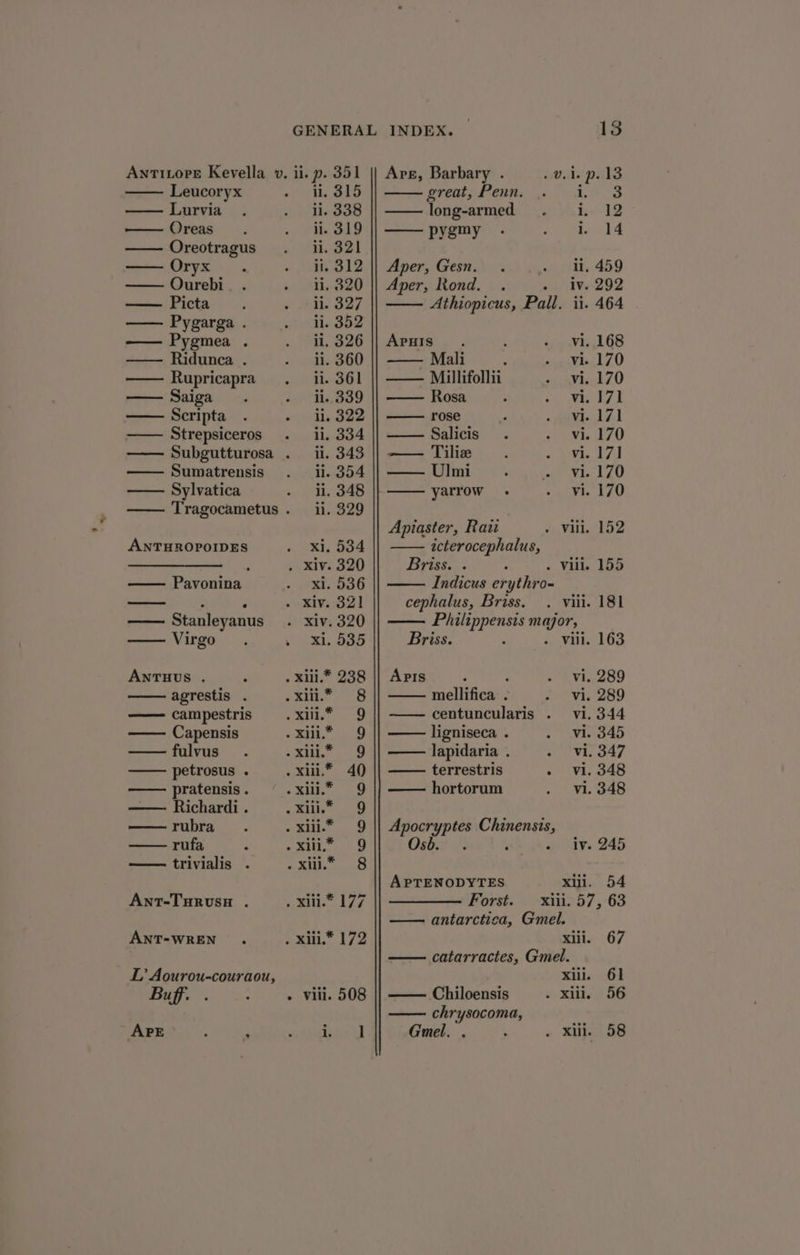 GENERAL INDEX. 13
ANTILOPE Kevella v. ii. p. 351
—— Leucoryx . ii. 315
—— Lurvia . . ii. 338
—— Oreas . . ii. 319
—— Oreotragus . ii. 321
—— Oryx . . ii. 312
—— Ourebi . . ii. 320
—— Picta . . ii. 327
—— Pygarga . . ii. 352
—— Pygmea . . ii. 326
—— Ridunca . . ii. 360
—— Rupricapra . ii. 361
—— Saiga . . ii. 339
—— Scripta . . ii. 322
—— Strepsiceros . ii. 334
—— Subgutturosa . ii. 343
—— Sumatrensis . ii. 354
—— Sylvatica . ii. 348
—— Tragocametus . ii. 329
ANTHROPOIDES . xi. 534
———— . . xiv. 320
—— Pavonina . xi. 536
—— . . . xiv. 321
—— Stanleyanus . xiv. 320
—— Virgo . . xi. 535
ANTHUS . . . xiii.* 238
—— agrestis . . xiii.* 8
—— campestris . xiii.* 9
—— Capensis . xiii.* 9
—— fulvus . . xiii.* 9
—— petrosus . . xiii.* 40
—— pratensis . . xiii.* 9
—— Richardi . . xiii.* 9
—— rubra . . xiii.* 9
—— rufa . . xiii.* 9
—— trivialis . . xiii.* 8
ANT-THRUSH . . xiii.* 177
ANT-WREN . . xiii.* 172
L'Aourou-couraou,
Buff. . . . viii. 508
APE . . . i. 1
APE, Barbary . . v. i. p. 13
—— great, Penn. . i. 3
—— long-armed . i. 12
—— pygmy . . i. 14
Aper, Gesn. . . ii. 459
Aper, Rond. . . iv. 292
—— Æthiopicus, Pall. ii. 464
APHIS . . . vi. 168
—— Mali . . vi. 170
—— Millifollii . vi. 170
—— Rosa . . vi. 171
—— rose . . vi. 171
—— Salicis . . vi. 170
—— Tiliæ . . vi. 171
—— Ulmi . . vi. 170
—— yarrow . . vi. 170
Apiaster, Raii . viii. 152
—— icterocephalus,
Briss. . . . viii. 155
—— Indicus erythro-
cephalus, Briss. . viii. 181
—— Philippensis major,
Briss. . . viii. 163
APIS . . . vi. 289
—— mellifica . . vi. 289
—— centuncularis . vi. 344
—— ligniseca . . vi. 345
—— lapidaria . . vi. 347
—— terrestris . vi. 348
—— hortorum . vi. 348
Apocryptes Chinensis,
Osb. . . . iv. 245
APTENODYTES xiii. 54
———— Forst. xiii. 57, 63
—— antarctica, Gmel.
xiii. 67
—— catarractes, Gmel.
xiii. 61
—— Chiloensis . xiii. 56
—— chrysocoma,
Gmel. . . . xiii. 58